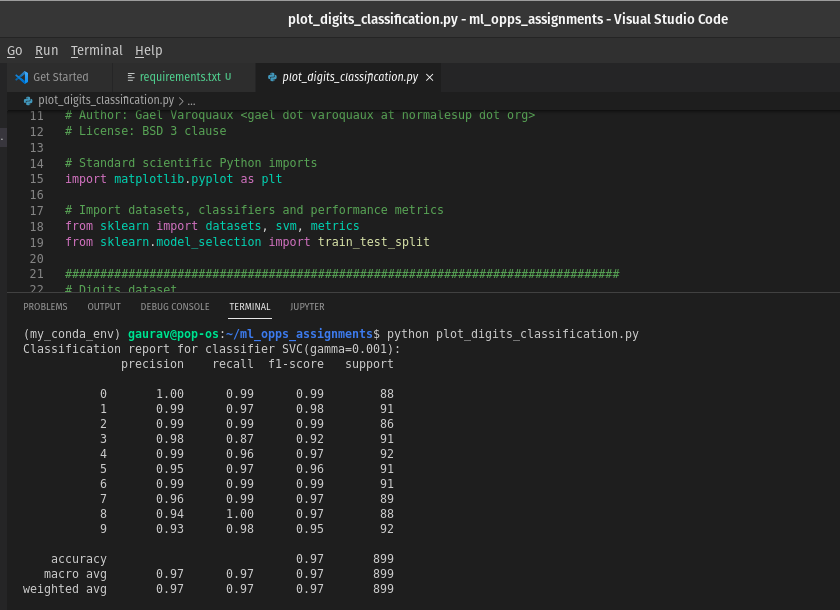 plot_digits_classification.py - ml_opps_assignments - Visual Studio Code
Go Run Terminal Help
Get Started requirements.txt U plot_digits_classification.py ×
plot_digits_classification.py > ...
11 # Author: Gael Varoquaux <gael dot varoquaux at normalesup dot org>
12 # License: BSD 3 clause
13
14 # Standard scientific Python imports
15 import matplotlib.pyplot as plt
16
17 # Import datasets, classifiers and performance metrics
18 from sklearn import datasets, svm, metrics
19 from sklearn.model_selection import train_test_split
20
21 ###############################################################################
22 # Digits dataset
PROBLEMS OUTPUT DEBUG CONSOLE TERMINAL JUPYTER
(my_conda_env) gaurav@pop-os:~/ml_opps_assignments$ python plot_digits_classification.py
Classification report for classifier SVC(gamma=0.001):
precision recall f1-score support
0 1.00 0.99 0.99 88
1 0.99 0.97 0.98 91
2 0.99 0.99 0.99 86
3 0.98 0.87 0.92 91
4 0.99 0.96 0.97 92
5 0.95 0.97 0.96 91
6 0.99 0.99 0.99 91
7 0.96 0.99 0.97 89
8 0.94 1.00 0.97 88
9 0.93 0.98 0.95 92
accuracy 0.97 899
macro avg 0.97 0.97 0.97 899
weighted avg 0.97 0.97 0.97 899